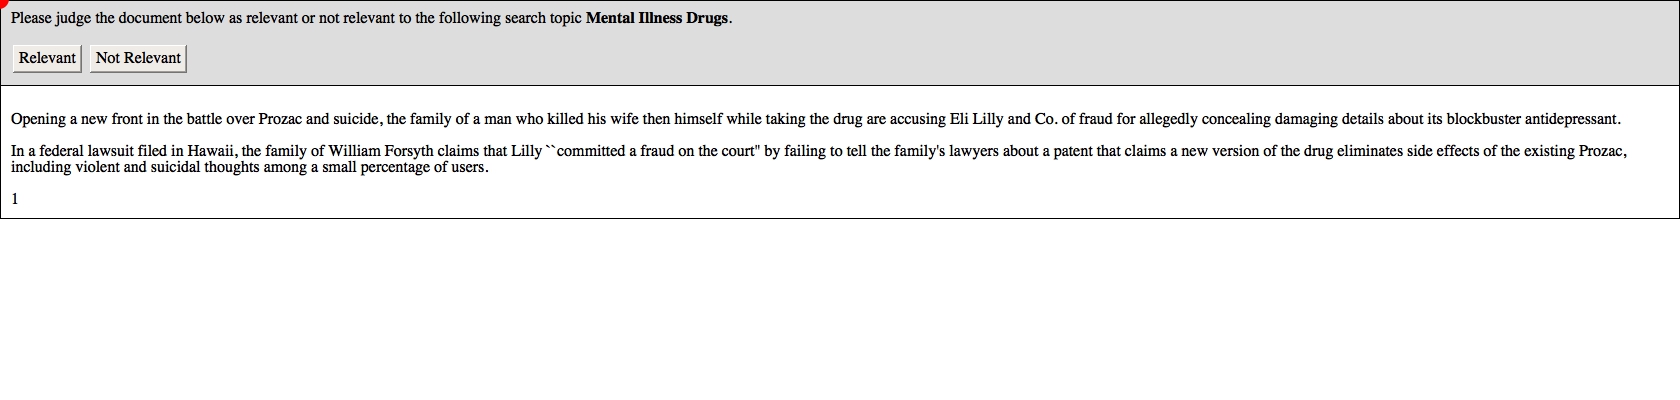 Please judge the document below as relevant or not relevant to the following search topic Mental Illness Drugs.
Relevant Not Relevant
Opening a new front in the battle over Prozac and suicide, the family of a man who killed his wife then himself while taking the drug are accusing Eli Lilly and Co. of fraud for allegedly concealing damaging details about its blockbuster antidepressant.
In a federal lawsuit filed in Hawaii, the family of William Forsyth claims that Lilly ``committed a fraud on the court" by failing to tell the family's lawyers about a patent that claims a new version of the drug eliminates side effects of the existing Prozac,
including violent and suicidal thoughts among a small percentage of users.
1